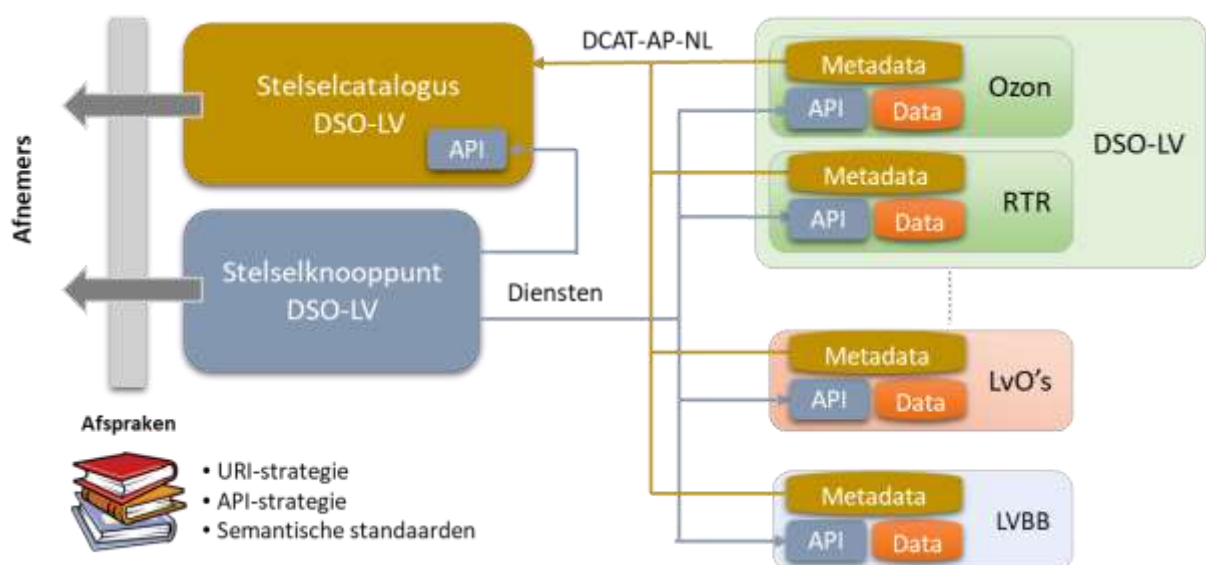 DCAT-AP-NL
Stelselcatalogus
DSO-LV
API
Afnemers
Stelselknooppunt
DSO-LV
Diensten
Metadata
API
Data
Ozon
DSO-LV
Metadata
API
Data
RTR
Metadata
API
Data
LvO's
Metadata
API
Data
LVBB
Afspraken
• URI-strategie
• API-strategie
• Semantische standaarden